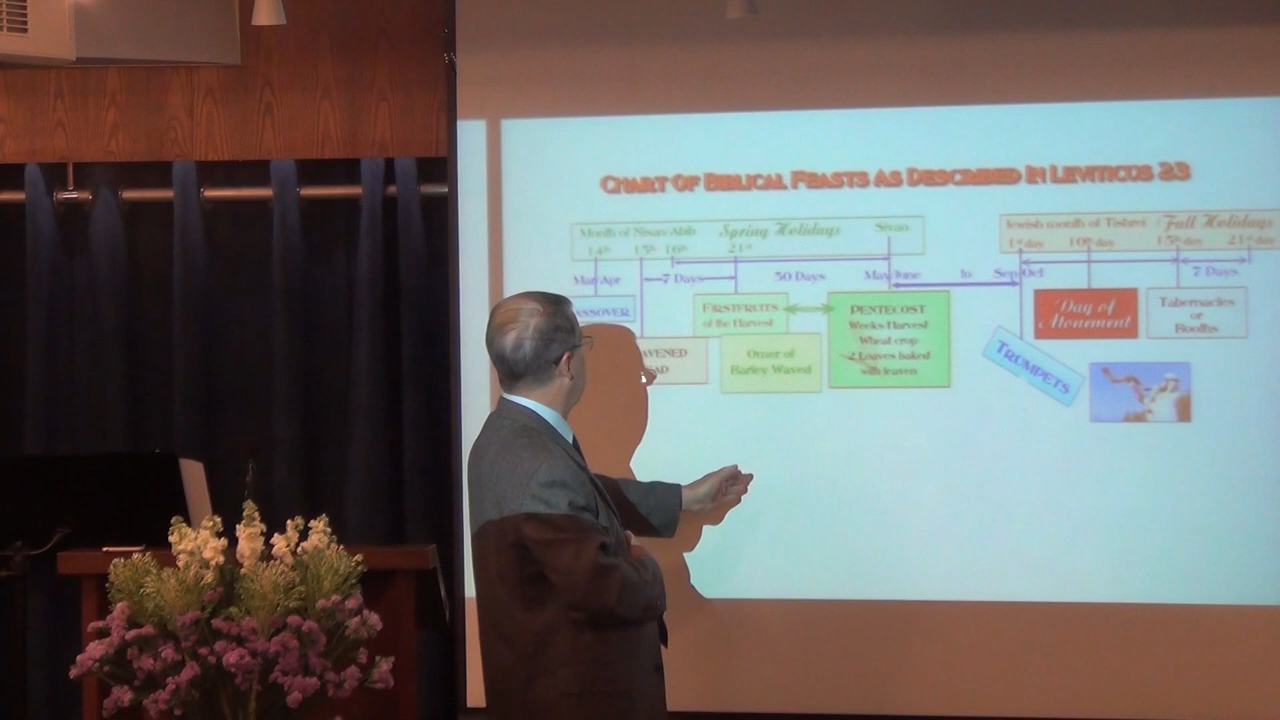 CHART OF BIBLICAL FEASTS AS DESCRIBED IN LEVITICUS 23
Month of Nisan/Abib Spring Holidays Sivan
14th 15th 16th 21st
Mar/Apr 7 Days 50 Days May/June to Sep/Oct
Jewish month of Tishrei Fall Holidays
1st day 10th day 15th day 21st day
7 Days
ASSOVER
AVENED
AD
FIRSTFRUITS
of the Harvest
Omer of
Barley Waved
PENTECOST
Weeks Harvest
Wheat crop
2 Loaves baked
with leaven
TRUMPETS
Day of
Atonement
Tabernacles
or
Booths